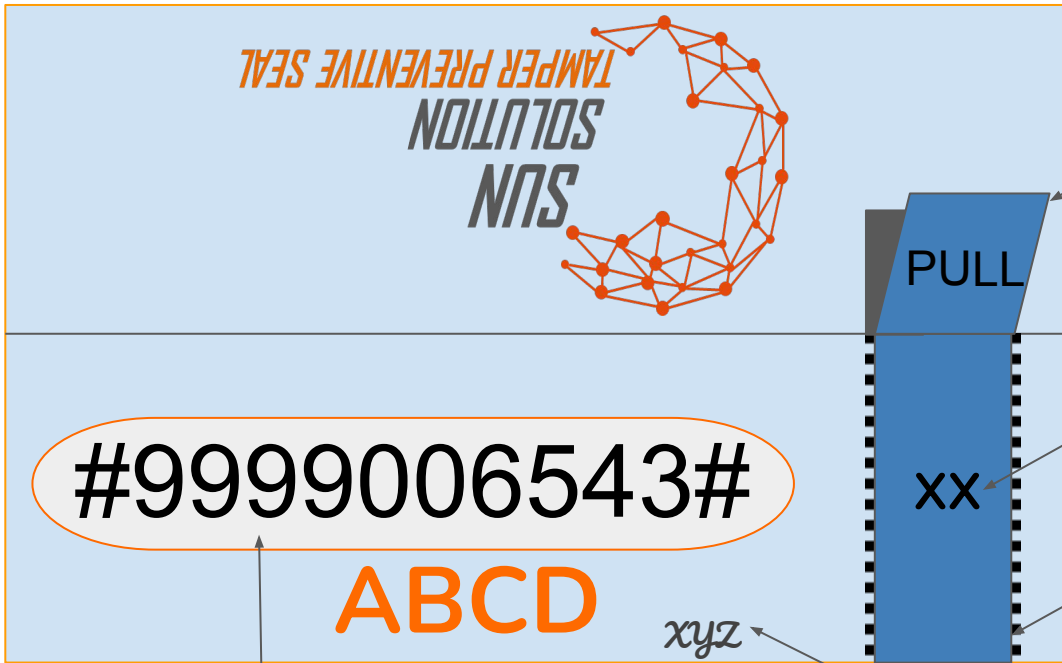 TAMPER PREVENTIVE SEAL
SOLUTION
SUN
PULL
#9999006543#
xx
ABCD
xyz